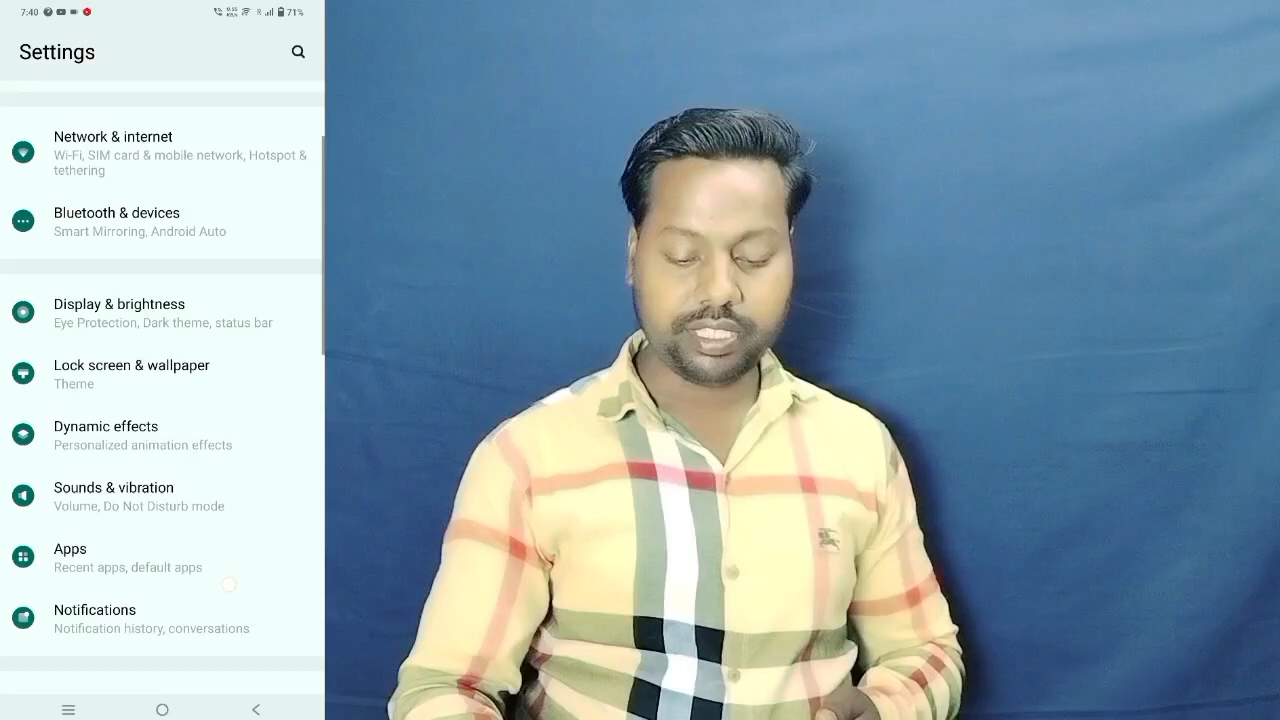 7:40
71%
Settings
Network & internet
Wi-Fi, SIM card & mobile network, Hotspot &
tethering
Bluetooth & devices
Smart Mirroring, Android Auto
Display & brightness
Eye Protection, Dark theme, status bar
Lock screen & wallpaper
Theme
Dynamic effects
Personalized animation effects
Sounds & vibration
Volume, Do Not Disturb mode
Apps
Recent apps, default apps
Notifications
Notification history, conversations